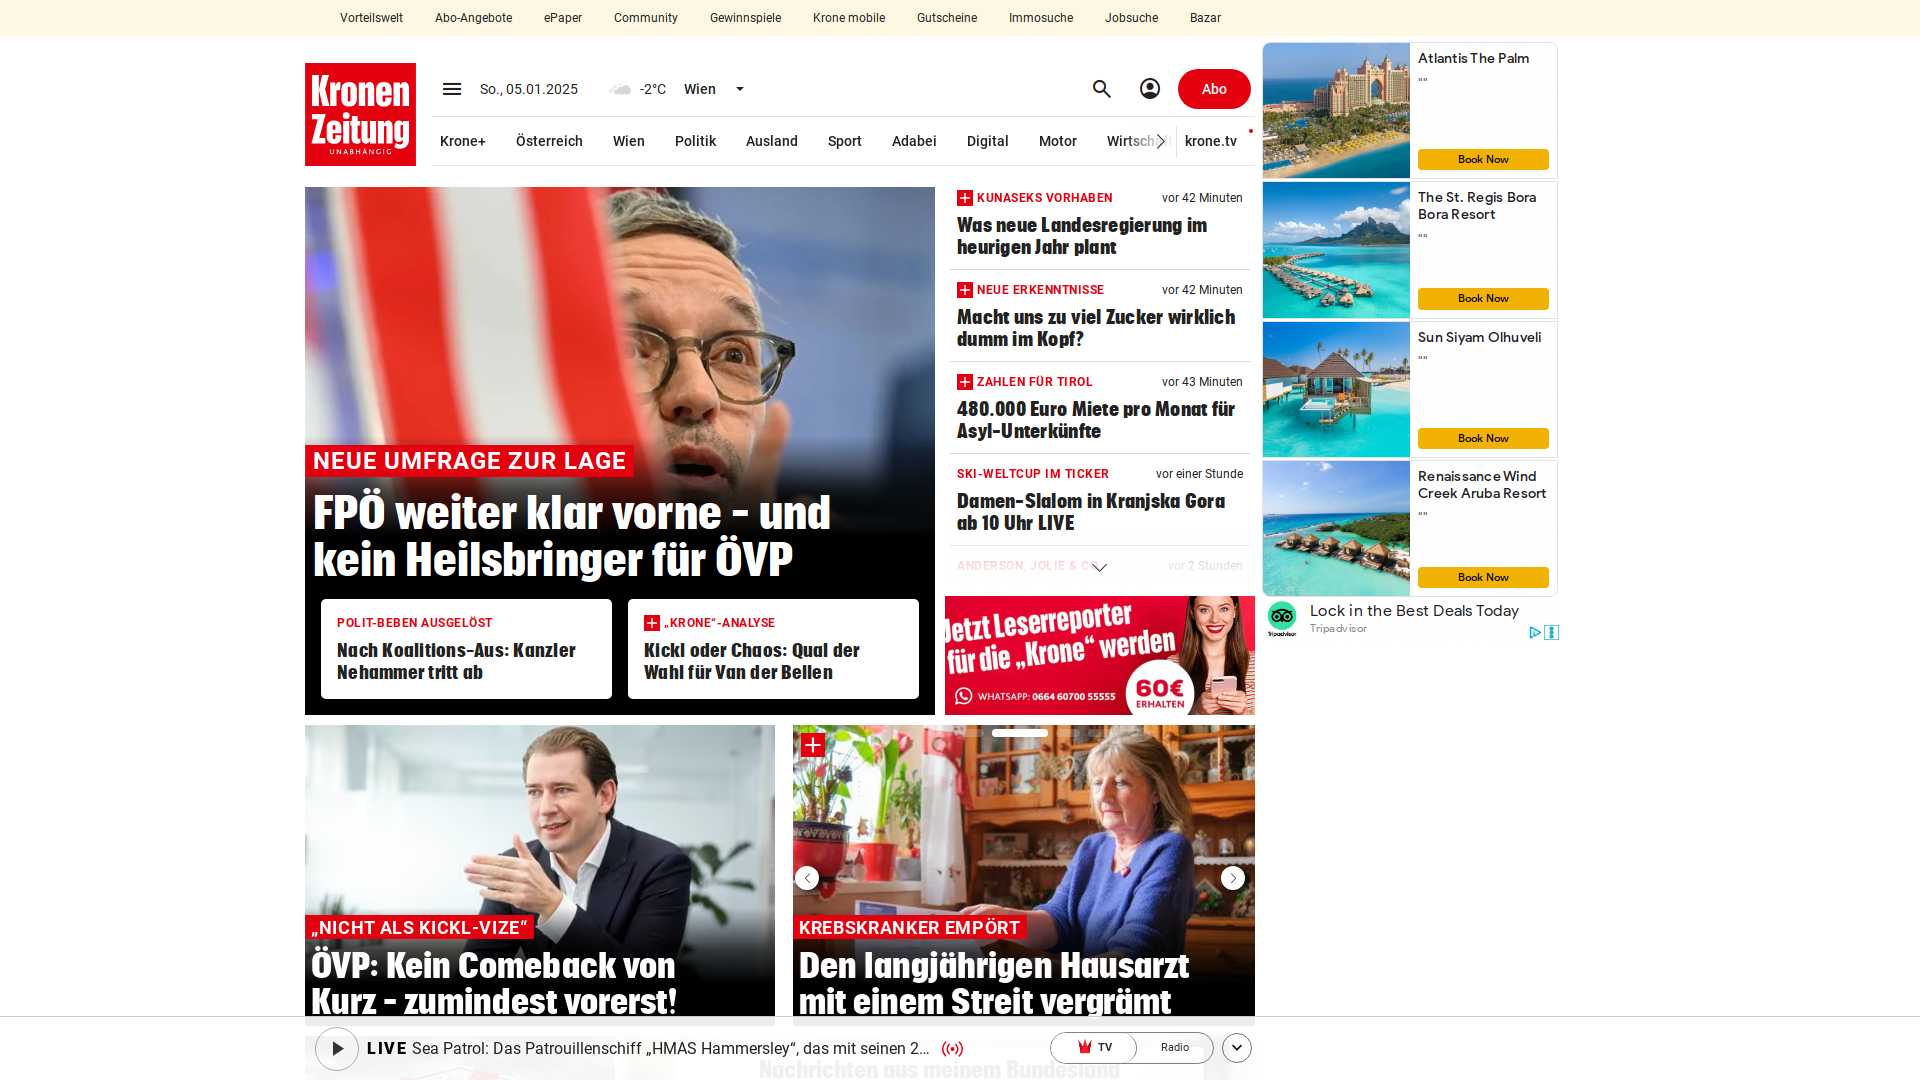 Vorteilswelt Abo-Angebote ePaper Community Gewinnspiele Krone mobile Gutscheine Immosuche Jobsuche Bazar
Kronen
Zeitung
UNABHÄNGIG
So., 05.01.2025 -2°C Wien
Abo
Krone+ Österreich Wien Politik Ausland Sport Adabei Digital Motor Wirtschaft krone.tv
NEUE UMFRAGE ZUR LAGE
FPÖ weiter klar vorne – und
kein Heilsbringer für ÖVP
POLIT-BEBEN AUSGELÖST
Nach Koalitions-Aus: Kanzler
Nehammer tritt ab
„KRONE“-ANALYSE
Kickl oder Chaos: Qual der
Wahl für Van der Bellen
KUNASEKS VORHABEN vor 42 Minuten
Was neue Landesregierung im
heurigen Jahr plant
NEUE ERKENNTNISSE vor 42 Minuten
Macht uns zu viel Zucker wirklich
dumm im Kopf?
ZAHLEN FÜR TIROL vor 43 Minuten
480.000 Euro Miete pro Monat für
Asyl-Unterkünfte
SKI-WELTCUP IM TICKER vor einer Stunde
Damen-Slalom in Kranjska Gora
ab 10 Uhr LIVE
ANDERSON, JOLIE & CO. vor 2 Stunden
Jetzt Leserreporter
für die „Krone“ werden
WHATSAPP: 0664 60700 55555
60€
ERHALTEN
Atlantis The Palm
""
Book Now
The St. Regis Bora
Bora Resort
""
Book Now
Sun Siyam Olhuveli
""
Book Now
Renaissance Wind
Creek Aruba Resort
""
Book Now
Tripadvisor
Lock in the Best Deals Today
Tripadvisor
„NICHT ALS KICKL-VIZE“
ÖVP: Kein Comeback von
Kurz – zumindest vorerst!
KREBSKRANKER EMPÖRT
Den langjährigen Hausarzt
mit einem Streit vergrämt
LIVE Sea Patrol: Das Patrouillenschiff „HMAS Hammersley“, das mit seinen 2...
TV Radio
Nachrichten aus meinem Bundesland